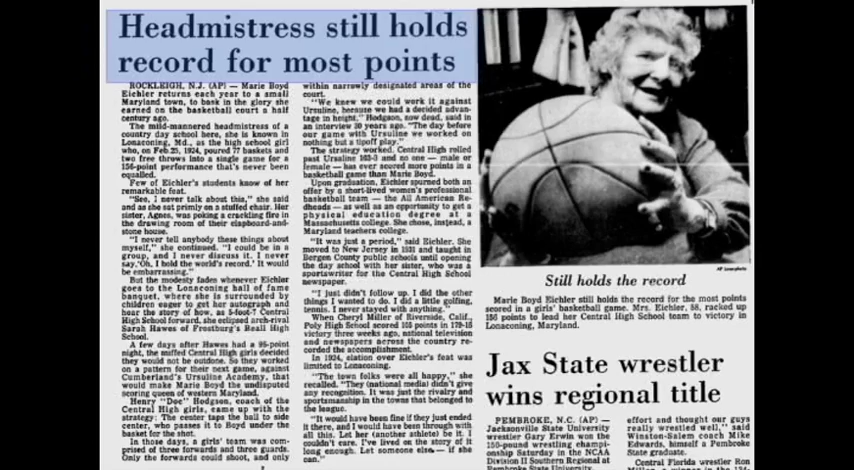 Headmistress still holds
record for most points
ROCKLEIGH, N.J. (AP) — Marie Boyd
Eichler returns each year to a small
Maryland town, to bask in the glory she
earned on the basketball court a half
century ago.
The mild-mannered headmistress of a
country day school here, she is known in
Lonaconing, Md., as the high school girl
who, on Feb. 25, 1924, poured 77 baskets and
two free throws into a single game for a
156-point performance that's never been
equalled.
Few of Eichler's students know of her
remarkable feat.
"See, I never talk about this," she said
and as she sat primly on a stuffed chair. Her
sister, Agnes, was poking a crackling fire in
the drawing room of their clapboard-and-
stone house.
"I never tell anybody these things about
myself," she continued. "I could be in a
group, and I never discuss it. I never
say, 'Oh, I hold the world's record.' It would
be embarrassing."
But the modesty fades whenever Eichler
goes to the Lonaconing hall of fame
banquet, where she is surrounded by
children eager to get her autograph and
hear the story of how, as 5-foot-7 Central
High School forward, she eclipsed arch-rival
Sarah Hawes of Frostburg's Beall High
School.
A few days after Hawes had a 95-point
night, the miffed Central High girls decided
they would not be outdone. So they worked
on a pattern for their next game, against
Cumberland's Ursuline Academy, that
would make Marie Boyd the undisputed
scoring queen of western Maryland.
Henry "Doc" Hodgson, coach of the
Central High girls, came up with the
strategy: The center taps the ball to side
center, who passes it to Boyd under the
basket for the shot.
In those days, a girls' team was com-
prised of three forwards and three guards.
Only the forwards could shoot, and only
within narrowly designated areas of the
court.
"We knew we could work it against
Ursuline, because we had a decided advan-
tage in height," Hodgson, now dead, said in
an interview 20 years ago. "The day before
our game with Ursuline we worked on
nothing but a tipoff play."
The strategy worked. Central High rolled
past Ursuline 163-3 and no one — male or
female — has ever scored more points in a
basketball game than Marie Boyd.
Upon graduation, Eichler spurned both an
offer by a short-lived women's professional
basketball team — the All American Re-
dheads — as well as an opportunity to get a
physical education degree at a
Massachusetts college. She chose, instead, a
Maryland teachers college.
"It was just a period," said Eichler. She
moved to New Jersey in 1931 and taught in
Bergen County public schools until opening
the day school with her sister, who was a
sportswriter for the Central High School
newspaper.
"I just didn't follow up. I did the other
things I wanted to do. I did a little golfing,
tennis. I never stayed with anything."
When Cheryl Miller of Riverside, Calif.,
Poly High School scored 105 points in 179-15
victory three weeks ago, national television
and newspapers across the country re-
corded the accomplishment.
In 1924, elation over Eichler's feat was
limited to Lonaconing.
"The town folks were all happy," she
recalled. "They (national media) didn't give
any recognition. It was just the rivalry and
sportsmanship in the towns that belonged to
the league.
"It would have been fine if they just ended
it there, and I would have been through with
all this. Let her (another athlete) be it. I
couldn't care. I've lived on the story of it
long enough. Let someone else — if she
can."
AP Laserphoto
Still holds the record
Marie Boyd Eichler still holds the record for the most points
scored in a girls' basketball game. Mrs. Eichler, 58, racked up
156 points to lead her Central High School team to victory in
Lonaconing, Maryland.
Jax State wrestler
wins regional title
PEMBROKE, N.C. (AP) —
Jacksonville State University
wrestler Gary Erwin won the
150-pound wrestling champi-
onship Saturday in the NCAA
Division II Southern Regional at
Pembroke State University.
effort and thought our guys
really wrestled well," said
Winston-Salem coach Mike
Edwards, himself a Pembroke
State graduate.
Central Florida wrestler Ron